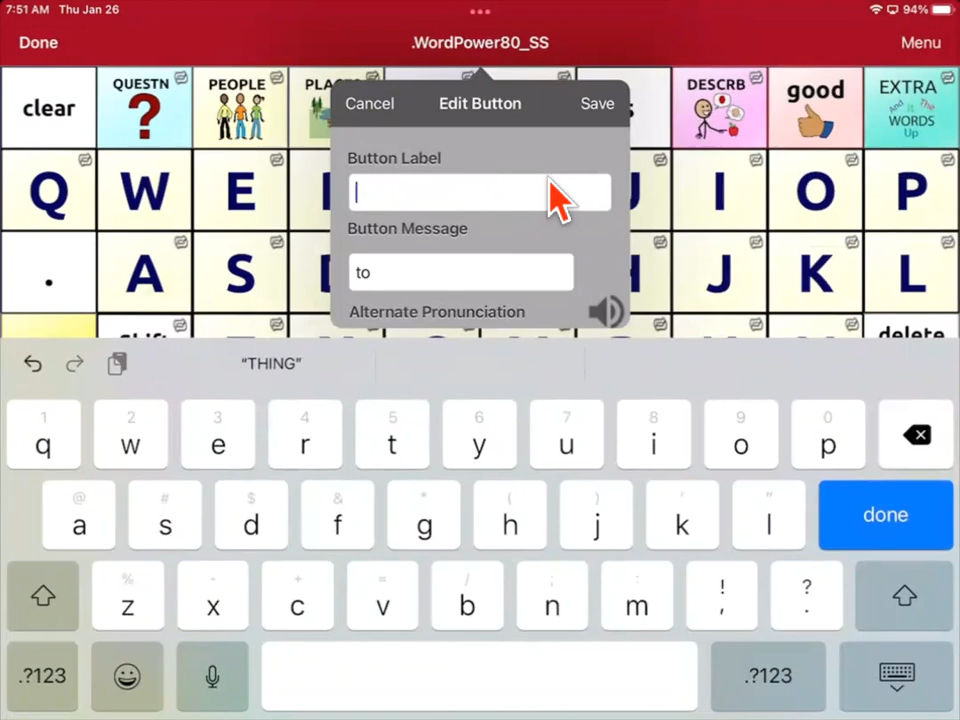 7:51 AM Thu Jan 26
94%
Done
.WordPower80_SS
Menu
clear
QUESTN
?
PEOPLE
DESCRB
good
EXTRA
And it The
WORDS
Up
Cancel
Edit Button
Save
Button Label
Button Message
to
Alternate Pronunciation
Q W E I O P
. A S J K L
delete
"THING"
1 2 3 4 5 6 7 8 9 0
q w e r t y u i o p
@ # $ & * ( ) ' "
a s d f g h j k l
done
% - + = / ; : ! ?
z x c v b n m , .
.?123
.?123